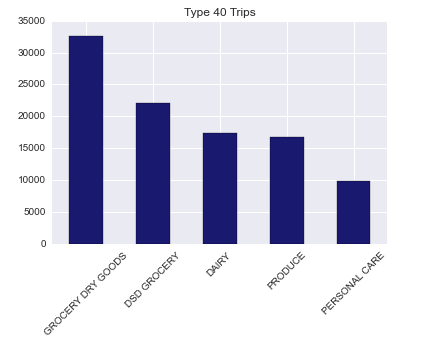 Type 40 Trips
35000
30000
25000
20000
15000
10000
5000
0
GROCERY DRY GOODS
DSD GROCERY
DAIRY
PRODUCE
PERSONAL CARE